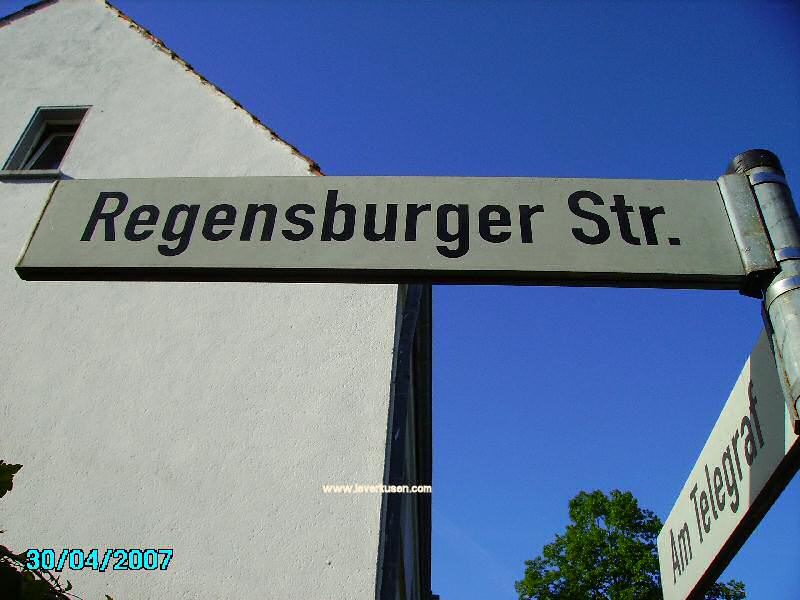 Regensburger Str.
Am Telegraf
www.leverkusen.com
30/04/2007